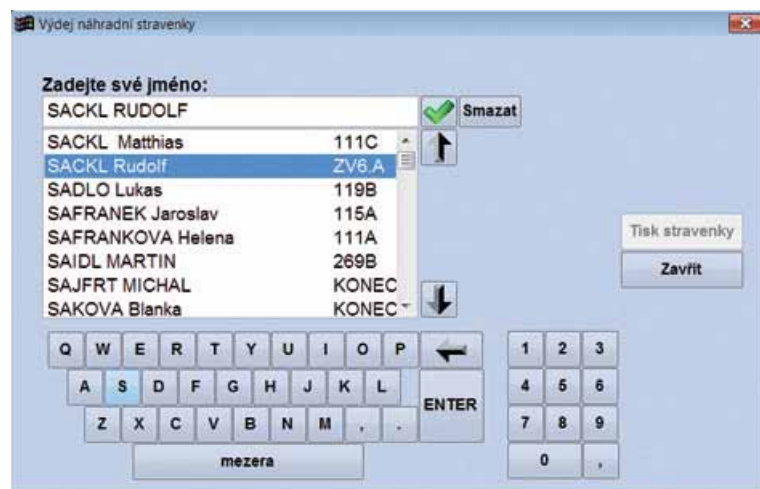 Výdej náhradní stravenky
Zadejte své jméno:
SACKL RUDOLF
Smazat
SACKL Matthias 111C
SACKL Rudolf ZV6.A
SADLO Lukas 119B
SAFRANEK Jaroslav 115A
SAFRANKOVA Helena 111A
SAIDL MARTIN 269B
SAJFRT MICHAL KONEC
SAKOVA Blanka KONEC
Tisk stravenky
Zavřít
Q W E R T Y U I O P 1 2 3
A S D F G H J K L ENTER 4 5 6
Z X C V B N M , . 7 8 9
mezera 0 ,